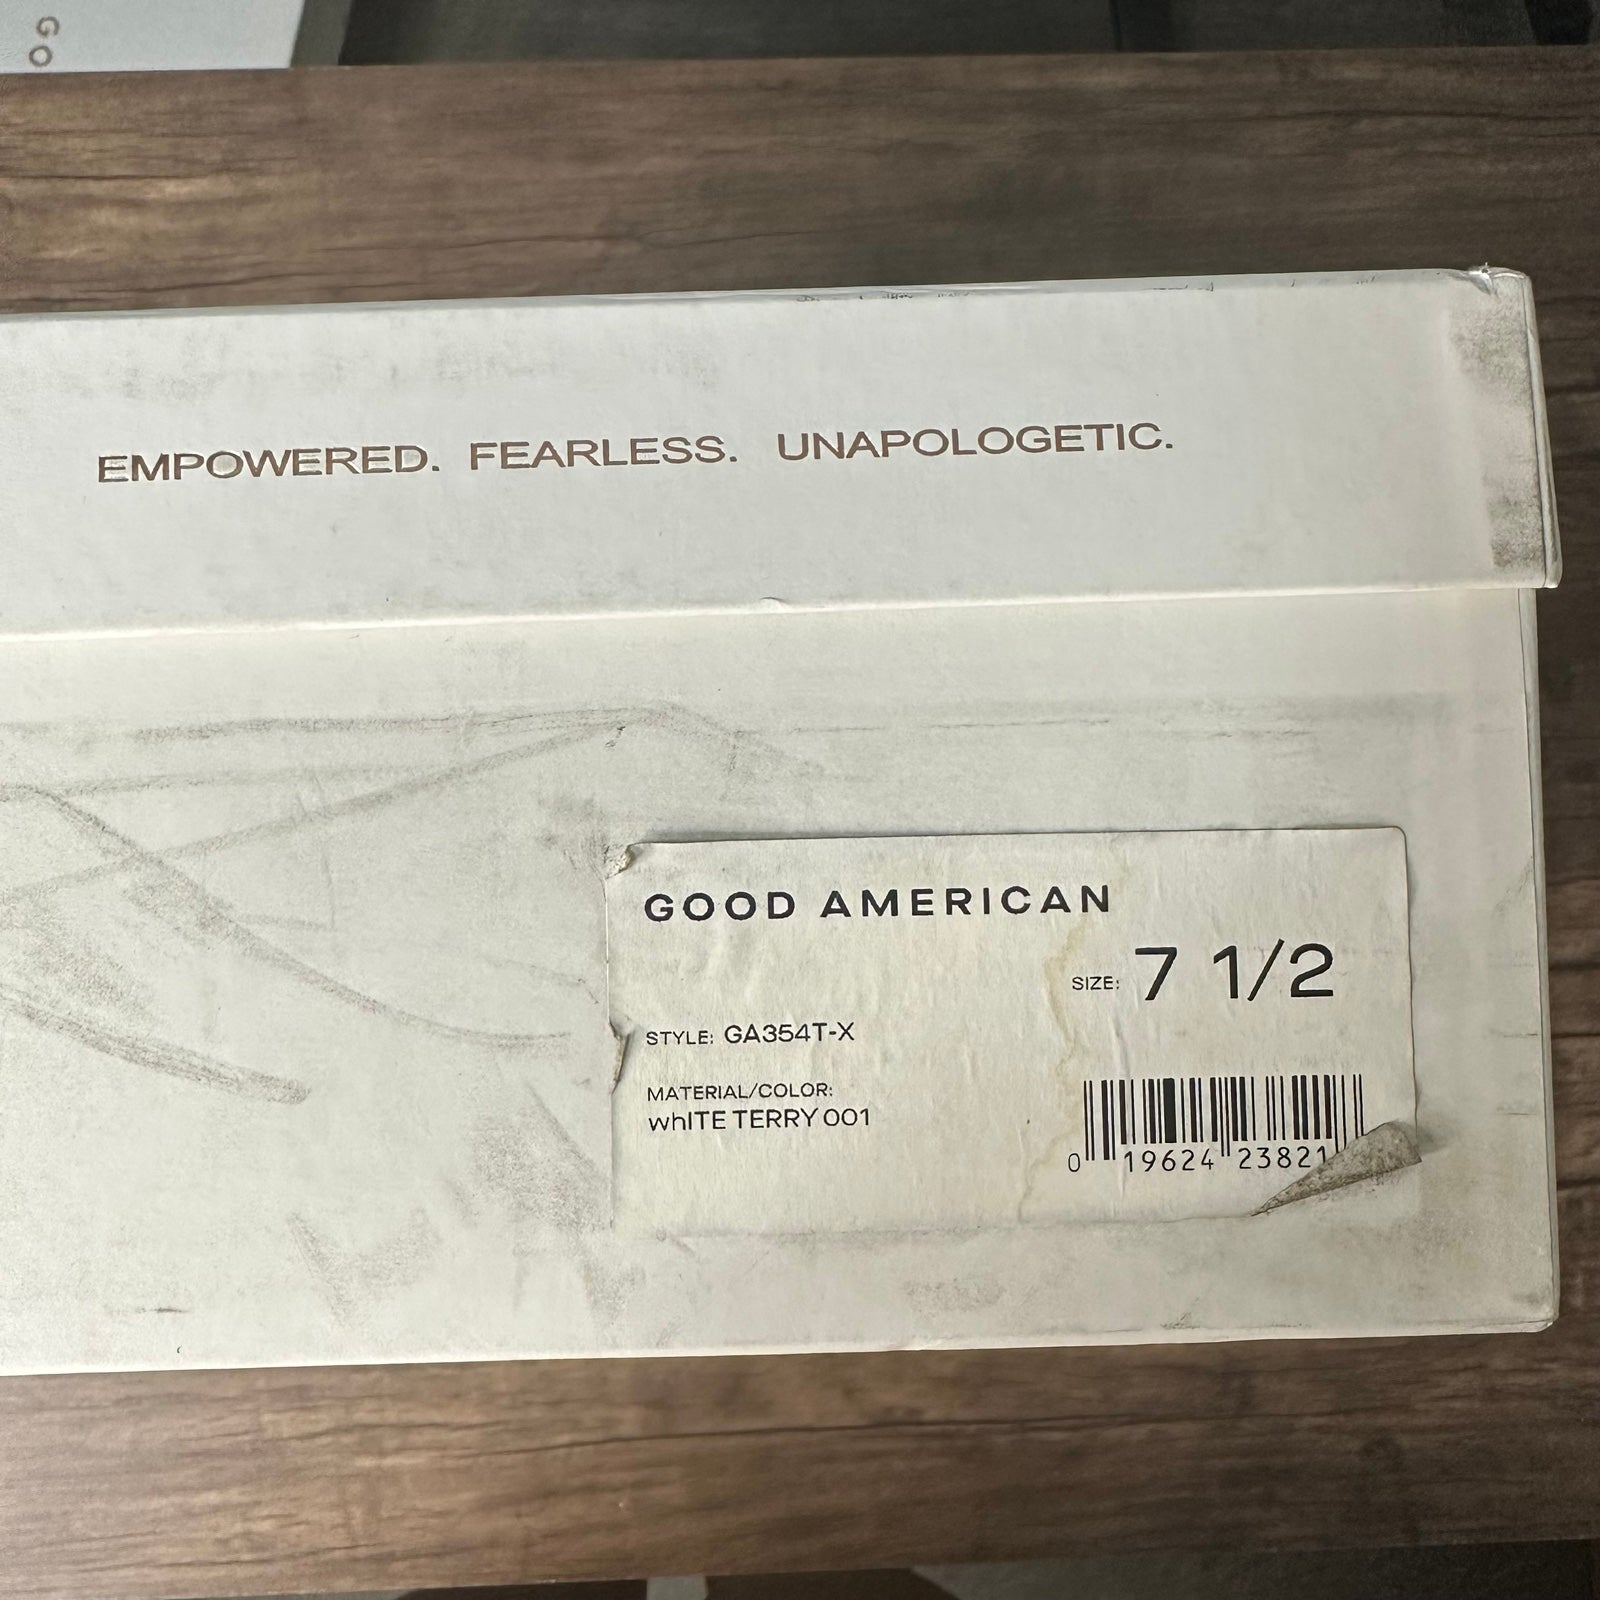 GO
EMPOWERED. FEARLESS. UNAPOLOGETIC.
GOOD AMERICAN
SIZE: 7 1/2
STYLE: GA354T-X
MATERIAL/COLOR:
whITE TERRY 001
0 19624 23821